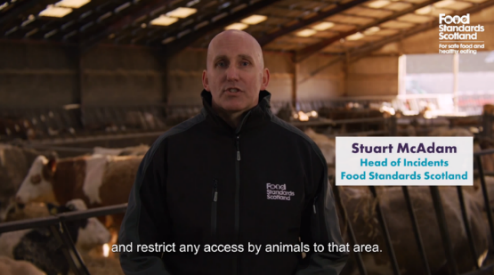 Food
Standards
Scotland
For safe food and
healthy eating
Stuart McAdam
Head of Incidents
Food Standards Scotland
Food
Standards
Scotland
and restrict any access by animals to that area.